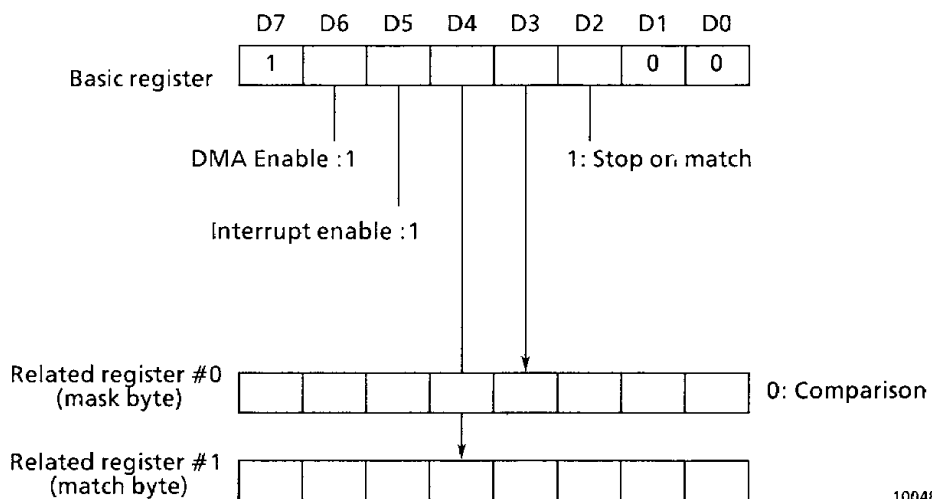 D7 D6 D5 D4 D3 D2 D1 D0
Basic register 1 0 0
DMA Enable :1 1: Stop on match
Interrupt enable :1
Related register #0
(mask byte)
0: Comparison
Related register #1
(match byte)